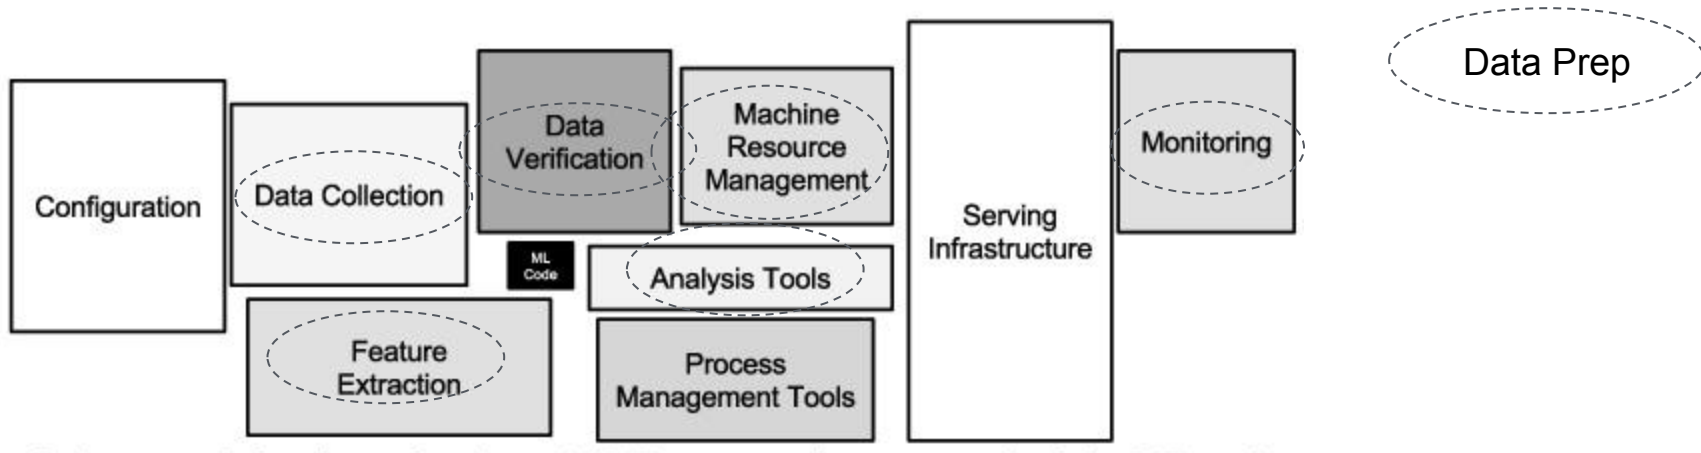 Configuration
Data Collection
Data
Verification
Machine
Resource
Management
Serving
Infrastructure
Monitoring
Data Prep
ML
Code
Analysis Tools
Feature
Extraction
Process
Management Tools